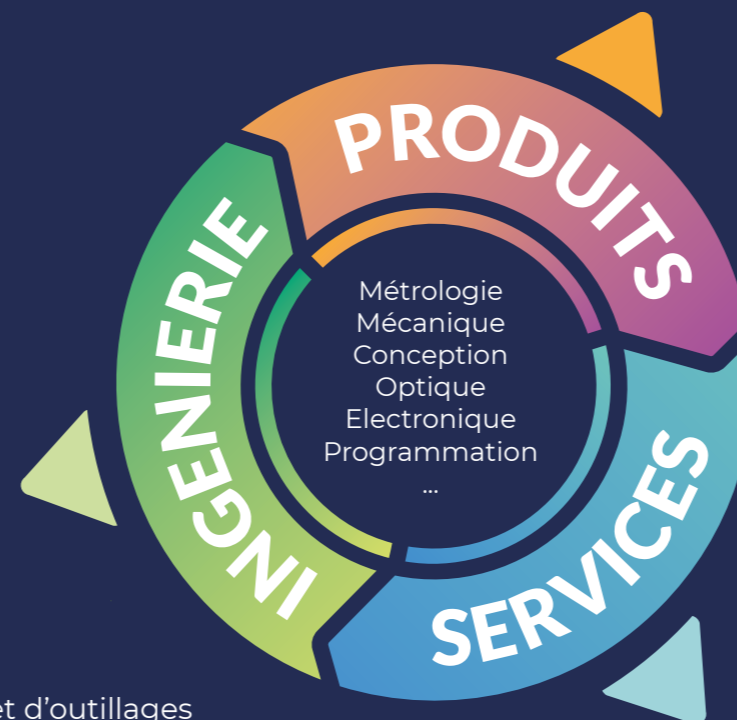 PRODUITS
INGENIERIE
Métrologie
Mécanique
Conception
Optique
Electronique
Programmation
...
SERVICES
et d'outillages